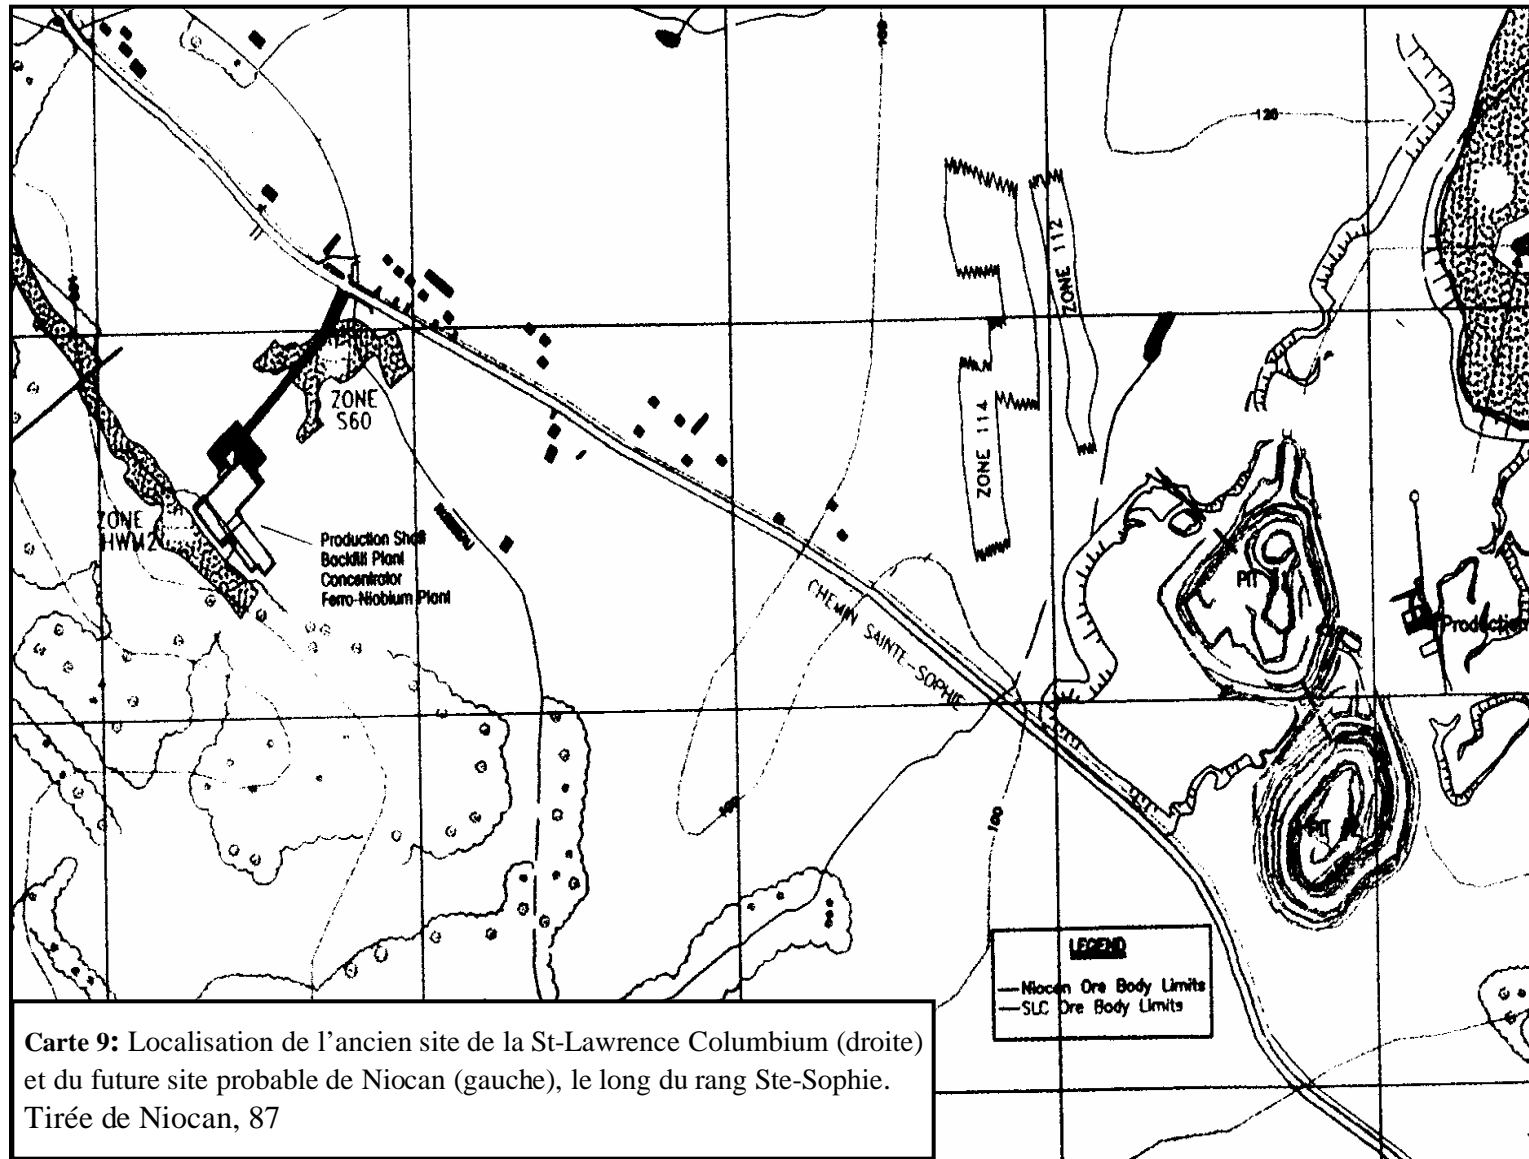 120
ZONE 112
ZONE
S60
ZONE 114
ZONE
HWM2
Production Shaft
Backfill Plant
Concentrator
Ferro-Niobium Plant
PIT
Production
CHEMIN SAINTE-SOPHIE
100
LEGEND
Niocan Ore Body Limits
SLC Ore Body Limits
Carte 9: Localisation de l'ancien site de la St-Lawrence Columbium (droite)
et du future site probable de Niocan (gauche), le long du rang Ste-Sophie.
Tirée de Niocan, 87